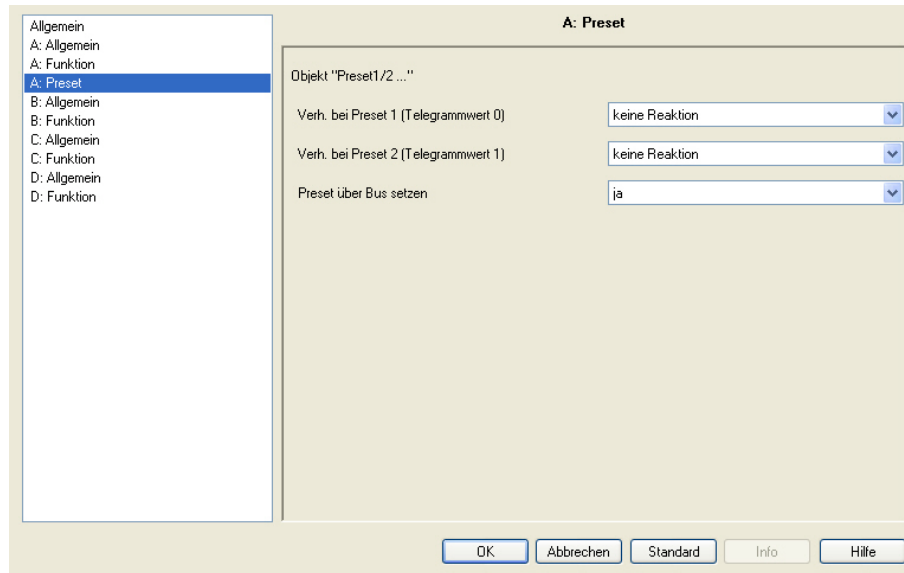 Allgemein
A: Allgemein
A: Funktion
A: Preset
B: Allgemein
B: Funktion
C: Allgemein
C: Funktion
D: Allgemein
D: Funktion
A: Preset
Objekt "Preset1/2 ..."
Verh. bei Preset 1 (Telegrammwert 0) keine Reaktion
Verh. bei Preset 2 (Telegrammwert 1) keine Reaktion
Preset über Bus setzen ja
OK Abbrechen Standard Info Hilfe